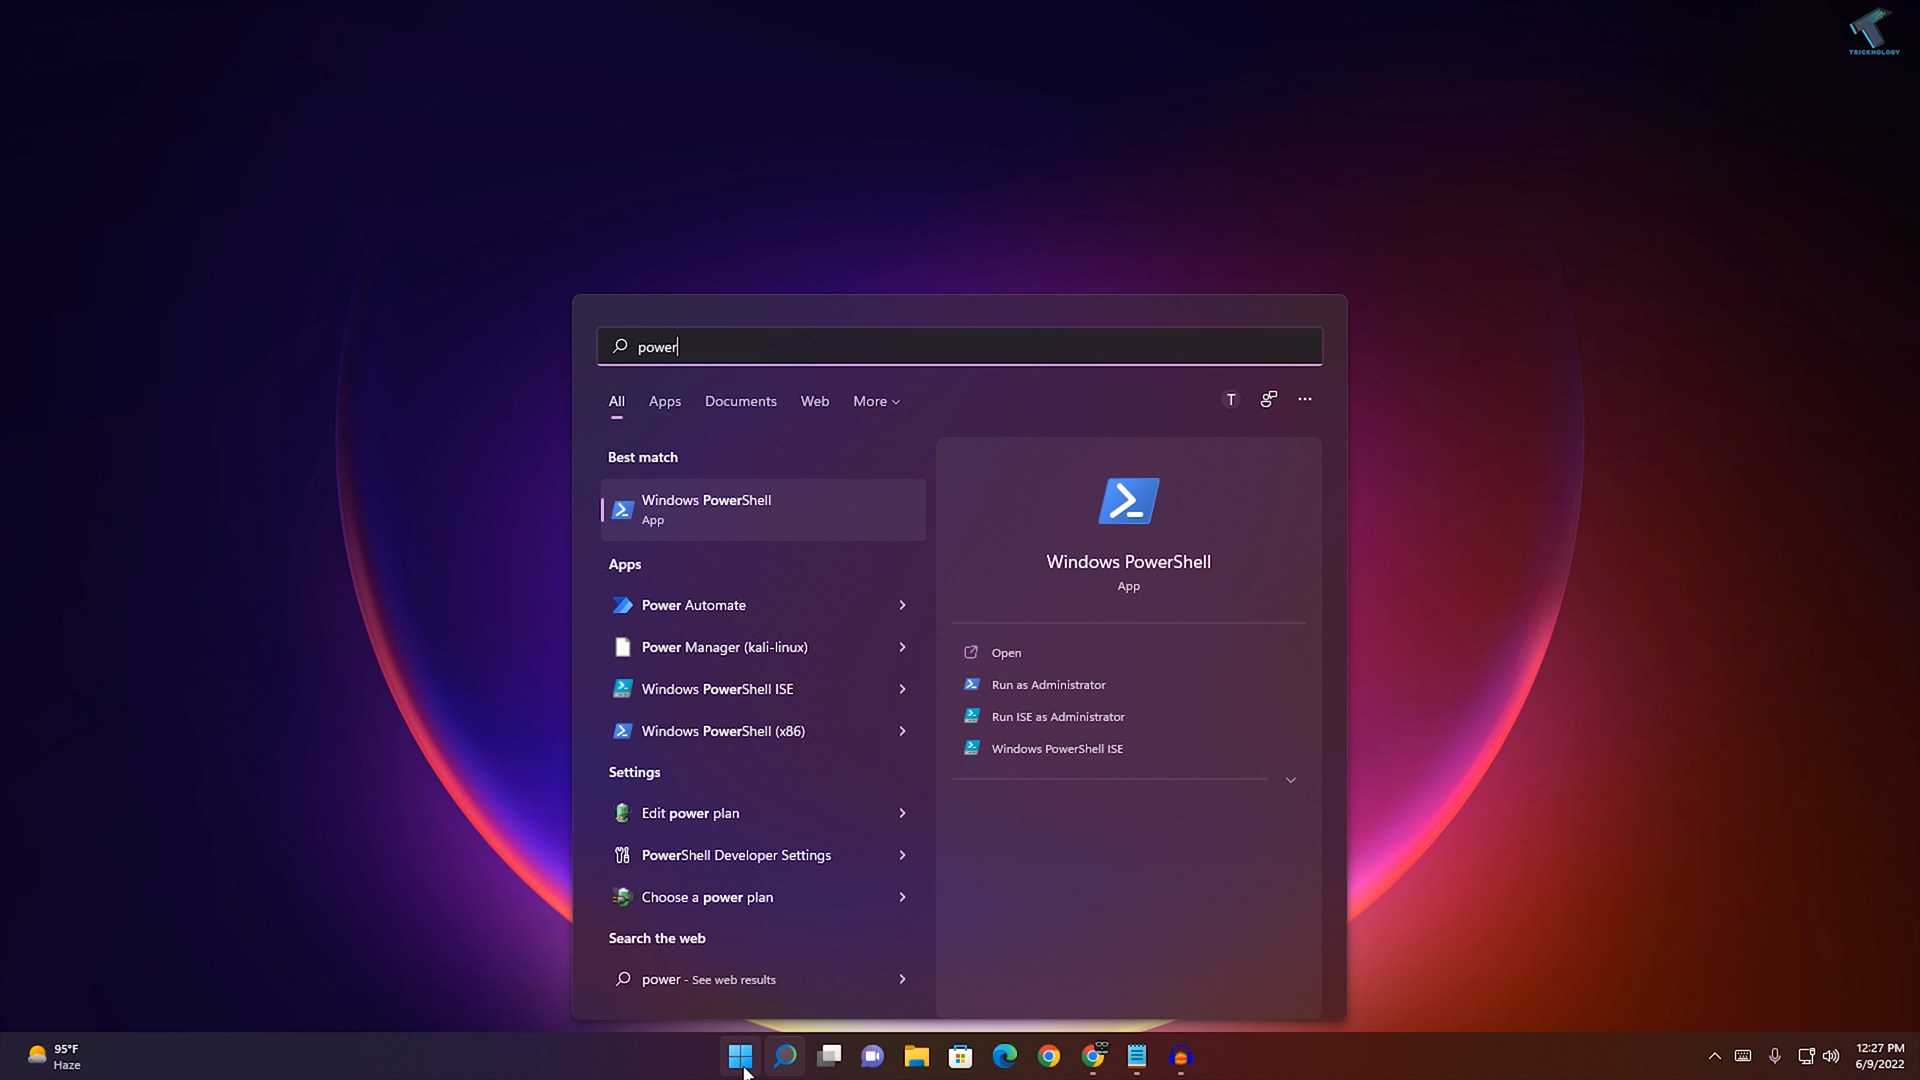 TRICKNOLOGY
power
All Apps Documents Web More
T
Best match
Windows PowerShell
App
Apps
Power Automate
Power Manager (kali-linux)
Windows PowerShell ISE
Windows PowerShell (x86)
Settings
Edit power plan
PowerShell Developer Settings
Choose a power plan
Search the web
power - See web results
Windows PowerShell
App
Open
Run as Administrator
Run ISE as Administrator
Windows PowerShell ISE
95°F
Haze
12:27 PM
6/9/2022